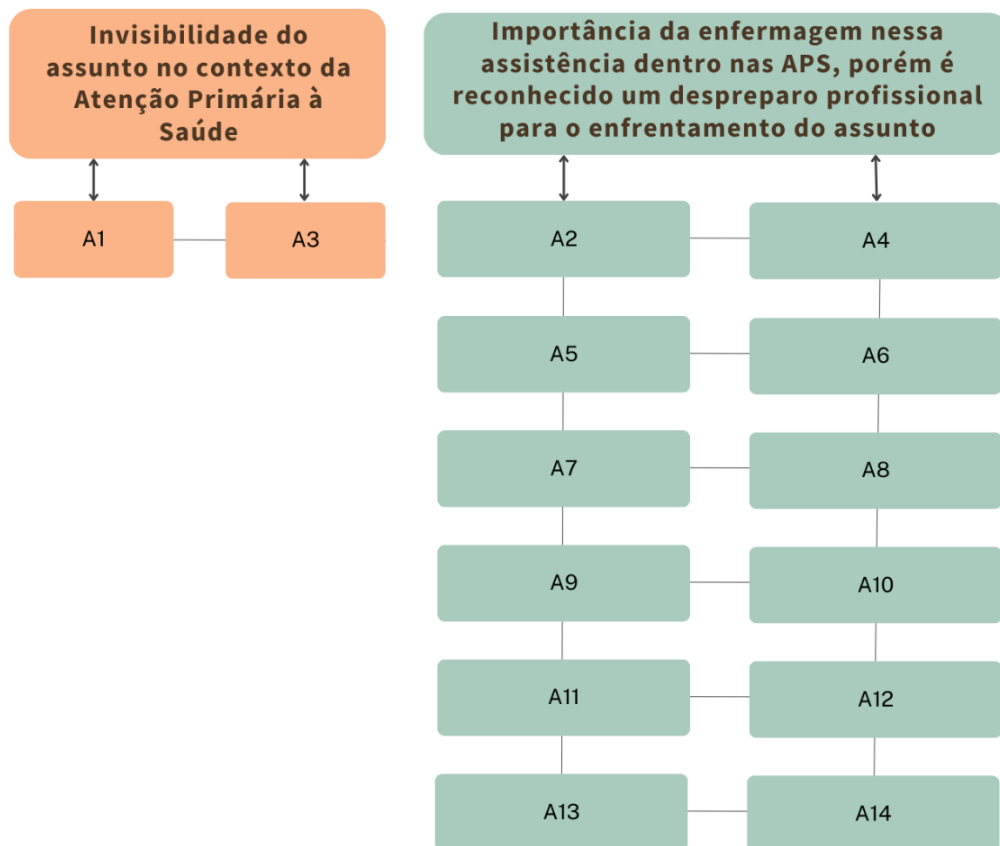 Invisibilidade do
assunto no contexto da
Atenção Primária à
Saúde
Importância da enfermagem nessa
assistência dentro nas APS, porém é
reconhecido um despreparo profissional
para o enfrentamento do assunto
A1
A3
A2
A4
A5
A6
A7
A8
A9
A10
A11
A12
A13
A14